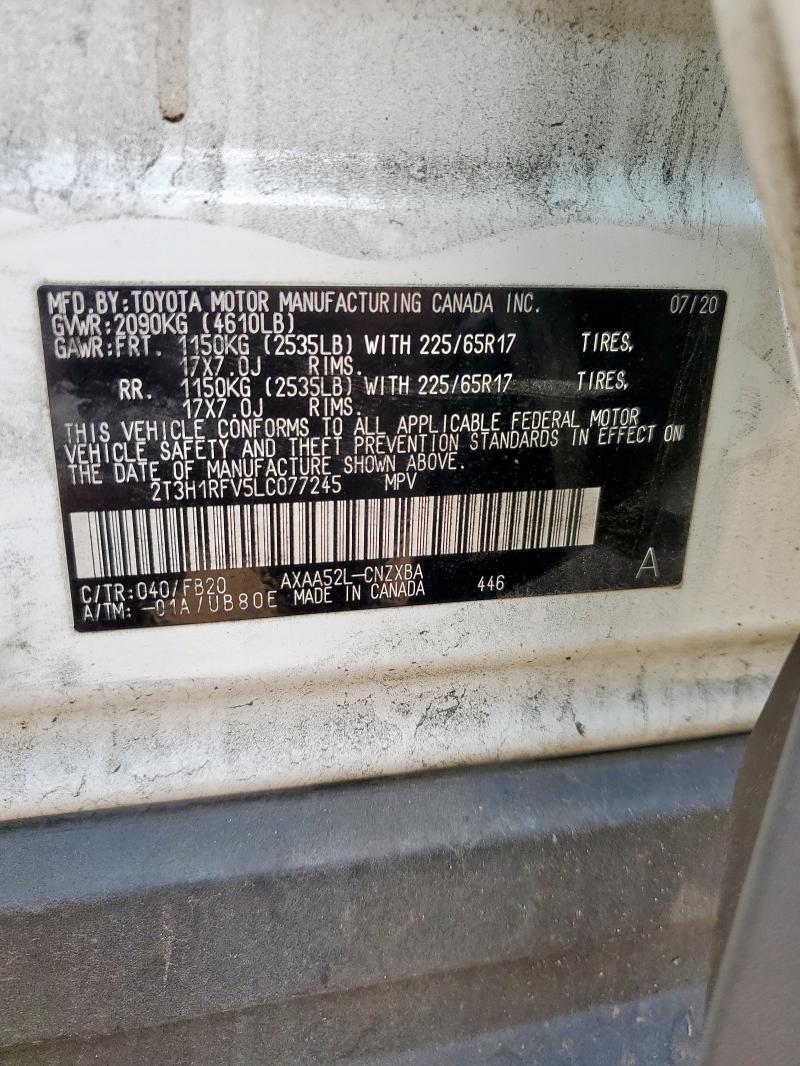 MFD.BY:TOYOTA MOTOR MANUFACTURING CANADA INC. 07/20
GVWR:2090KG (4610LB)
GAWR:FRT. 1150KG (2535LB) WITH 225/65R17 TIRES,
17X7.0J RIMS.
RR. 1150KG (2535LB) WITH 225/65R17 TIRES,
17X7.0J RIMS.
THIS VEHICLE CONFORMS TO ALL APPLICABLE FEDERAL MOTOR
VEHICLE SAFETY AND THEFT PREVENTION STANDARDS IN EFFECT ON
THE DATE OF MANUFACTURE SHOWN ABOVE.
2T3H1RFV5LC077245 MPV
A
C/TR:040/FB20 AXAA52L-CNZXBA 446
A/TM:-01A/UB80E MADE IN CANADA